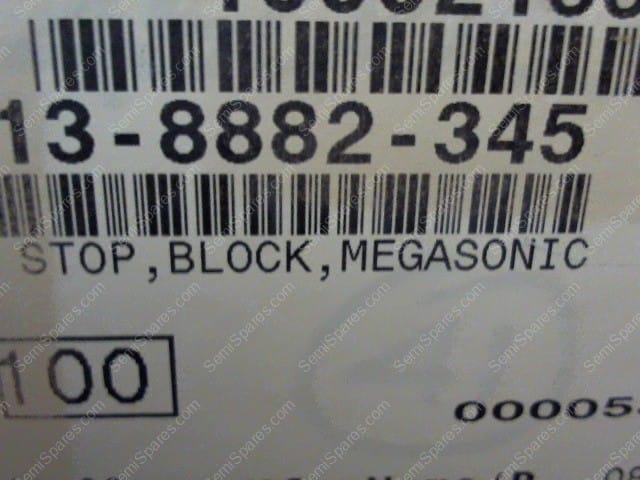 13-8882-345
STOP,BLOCK,MEGASONIC
100
SemiSpares.com